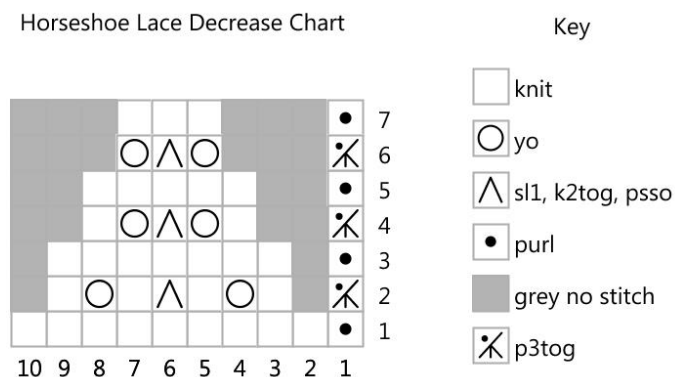 Horseshoe Lace Decrease Chart
Key
knit
yo
sl1, k2tog, psso
purl
grey no stitch
p3tog
7
6
5
4
3
2
1
10 9 8 7 6 5 4 3 2 1